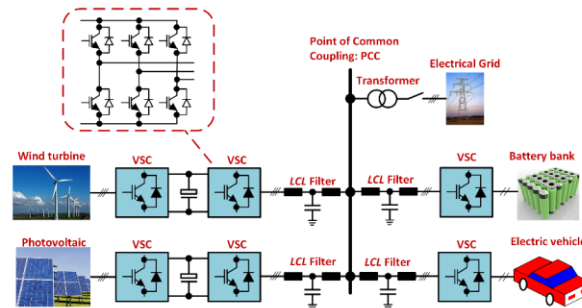 Point of Common
Coupling: PCC
Transformer
Electrical Grid
Wind turbine
VSC
VSC
LCL Filter
LCL Filter
VSC
Battery bank
Photovoltaic
VSC
VSC
LCL Filter
LCL Filter
VSC
Electric vehicle